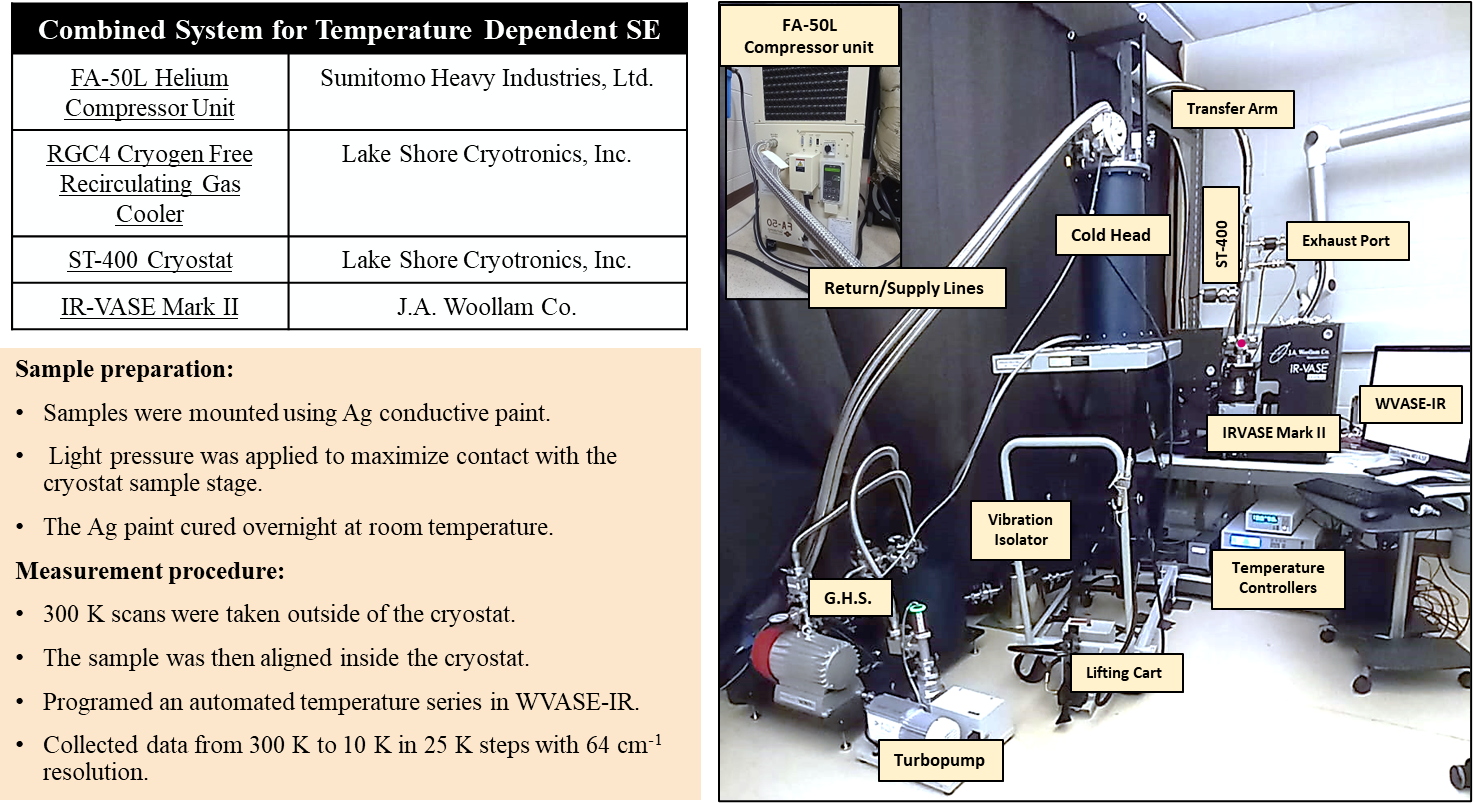 Combined System for Temperature Dependent SE
FA-50L Helium
Compressor Unit
Sumitomo Heavy Industries, Ltd.
RGC4 Cryogen Free
Recirculating Gas
Cooler
Lake Shore Cryotronics, Inc.
ST-400 Cryostat
Lake Shore Cryotronics, Inc.
IR-VASE Mark II
J.A. Woollam Co.
Sample preparation:
• Samples were mounted using Ag conductive paint.
• Light pressure was applied to maximize contact with the
cryostat sample stage.
• The Ag paint cured overnight at room temperature.
Measurement procedure:
• 300 K scans were taken outside of the cryostat.
• The sample was then aligned inside the cryostat.
• Programed an automated temperature series in WVASE-IR.
• Collected data from 300 K to 10 K in 25 K steps with 64 cm-1
resolution.
FA-50L
Compressor unit
FA-50
Return/Supply Lines
Transfer Arm
Cold Head
ST-400
Exhaust Port
J.A. Woollam Co.
IR-VASE
WVASE-IR
IRVASE Mark II
Vibration
Isolator
Temperature
Controllers
G.H.S.
Lifting Cart
Turbopump